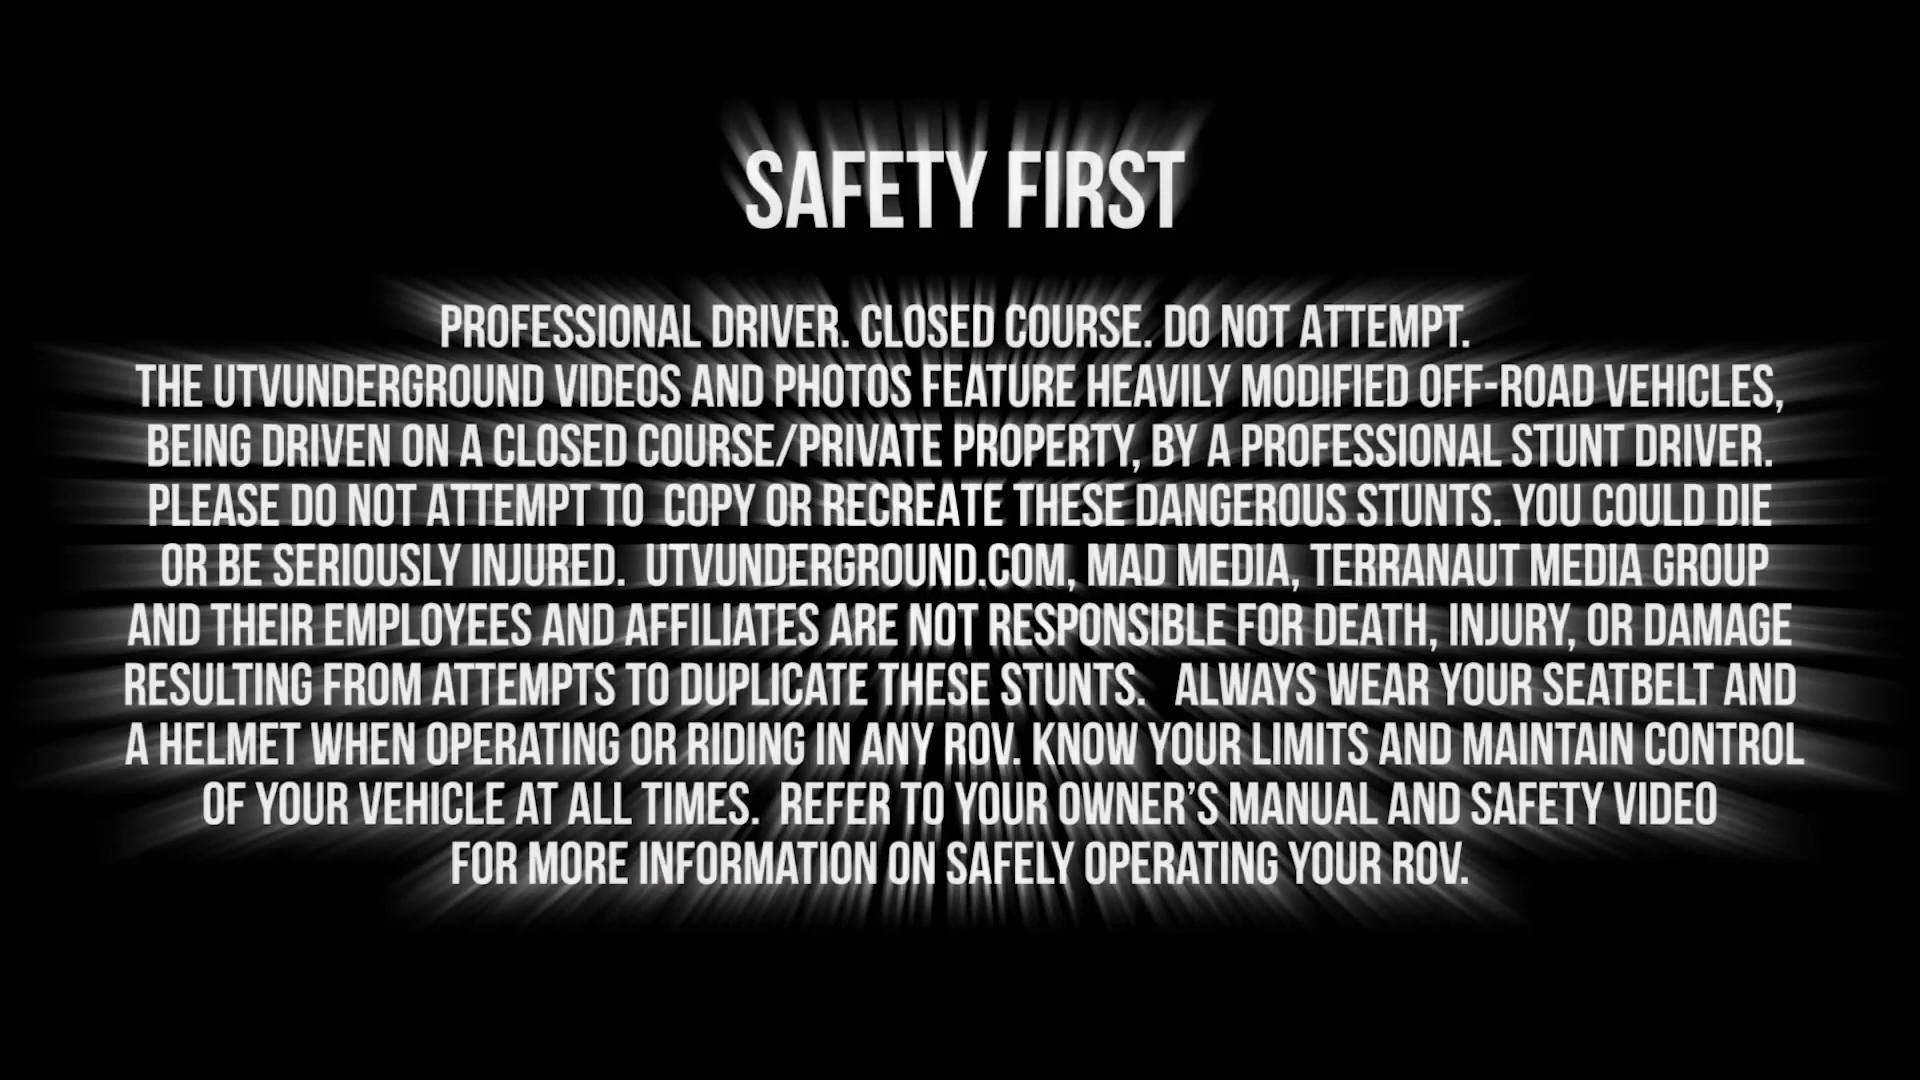 SAFETY FIRST
PROFESSIONAL DRIVER. CLOSED COURSE. DO NOT ATTEMPT.
THE UTVUNDERGROUND VIDEOS AND PHOTOS FEATURE HEAVILY MODIFIED OFF-ROAD VEHICLES,
BEING DRIVEN ON A CLOSED COURSE/PRIVATE PROPERTY, BY A PROFESSIONAL STUNT DRIVER.
PLEASE DO NOT ATTEMPT TO  COPY OR RECREATE THESE DANGEROUS STUNTS. YOU COULD DIE
OR BE SERIOUSLY INJURED.  UTVUNDERGROUND.COM, MAD MEDIA, TERRANAUT MEDIA GROUP
AND THEIR EMPLOYEES AND AFFILIATES ARE NOT RESPONSIBLE FOR DEATH, INJURY, OR DAMAGE
RESULTING FROM ATTEMPTS TO DUPLICATE THESE STUNTS.   ALWAYS WEAR YOUR SEATBELT AND
A HELMET WHEN OPERATING OR RIDING IN ANY ROV. KNOW YOUR LIMITS AND MAINTAIN CONTROL
OF YOUR VEHICLE AT ALL TIMES.  REFER TO YOUR OWNER’S MANUAL AND SAFETY VIDEO
FOR MORE INFORMATION ON SAFELY OPERATING YOUR ROV.